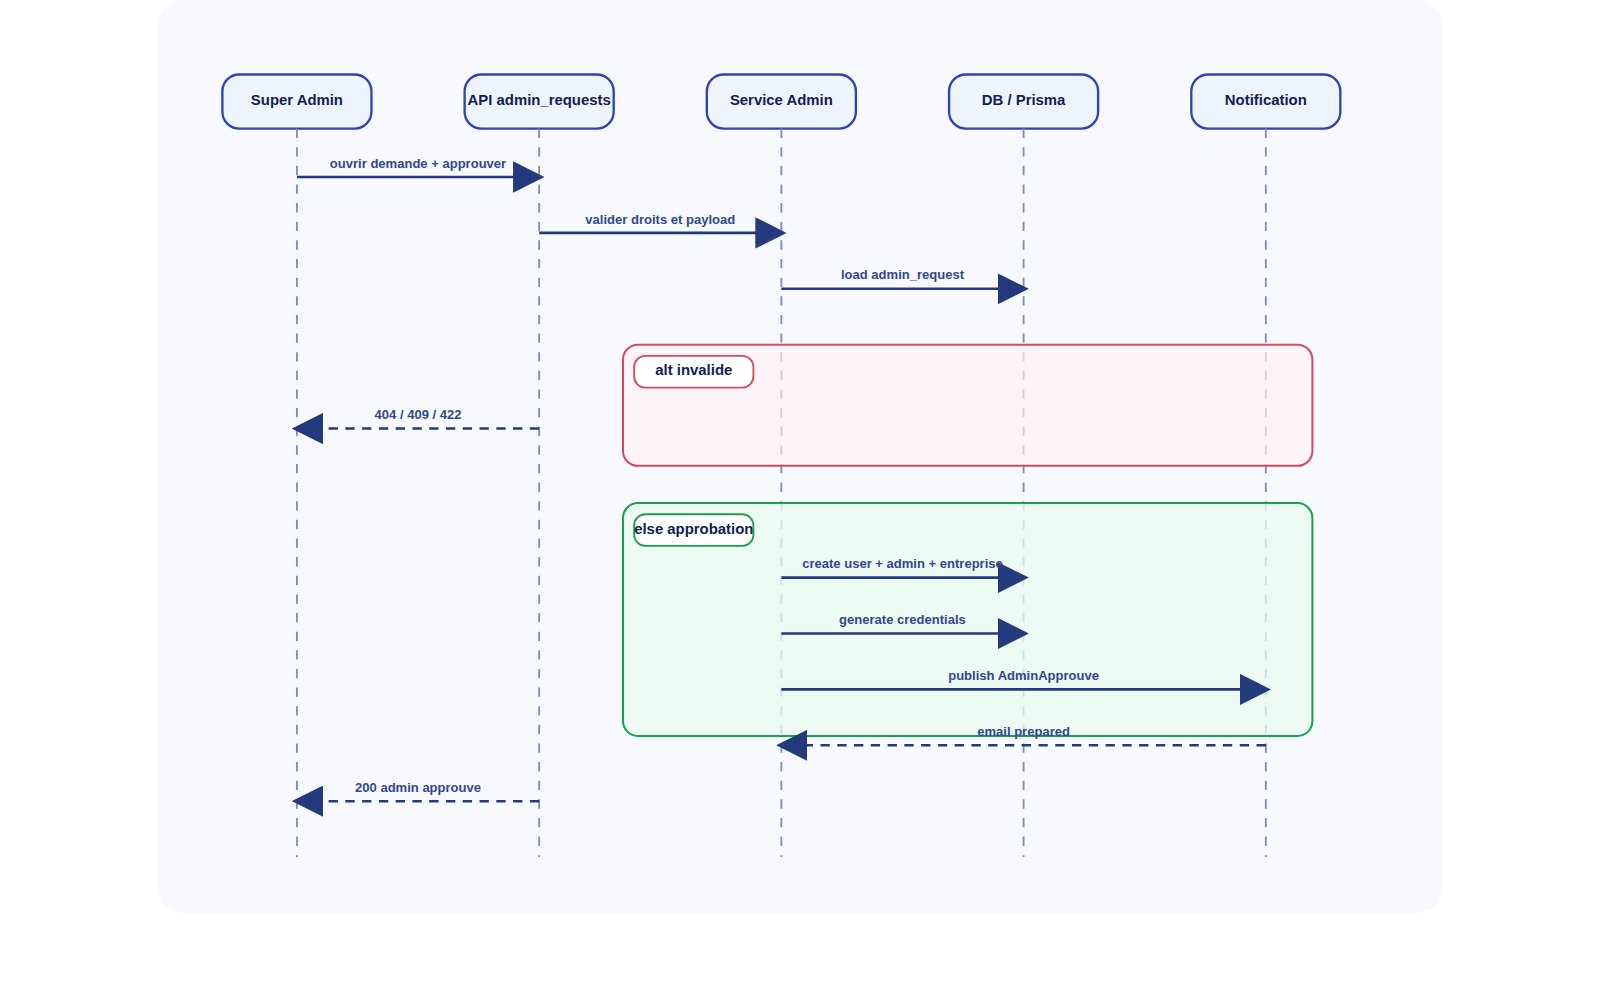 Super Admin
API admin_requests
Service Admin
DB / Prisma
Notification
ouvrir demande + approuver
valider droits et payload
load admin_request
alt invalide
404 / 409 / 422
else approbation
create user + admin + entreprise
generate credentials
publish AdminApprouve
email prepared
200 admin approuve